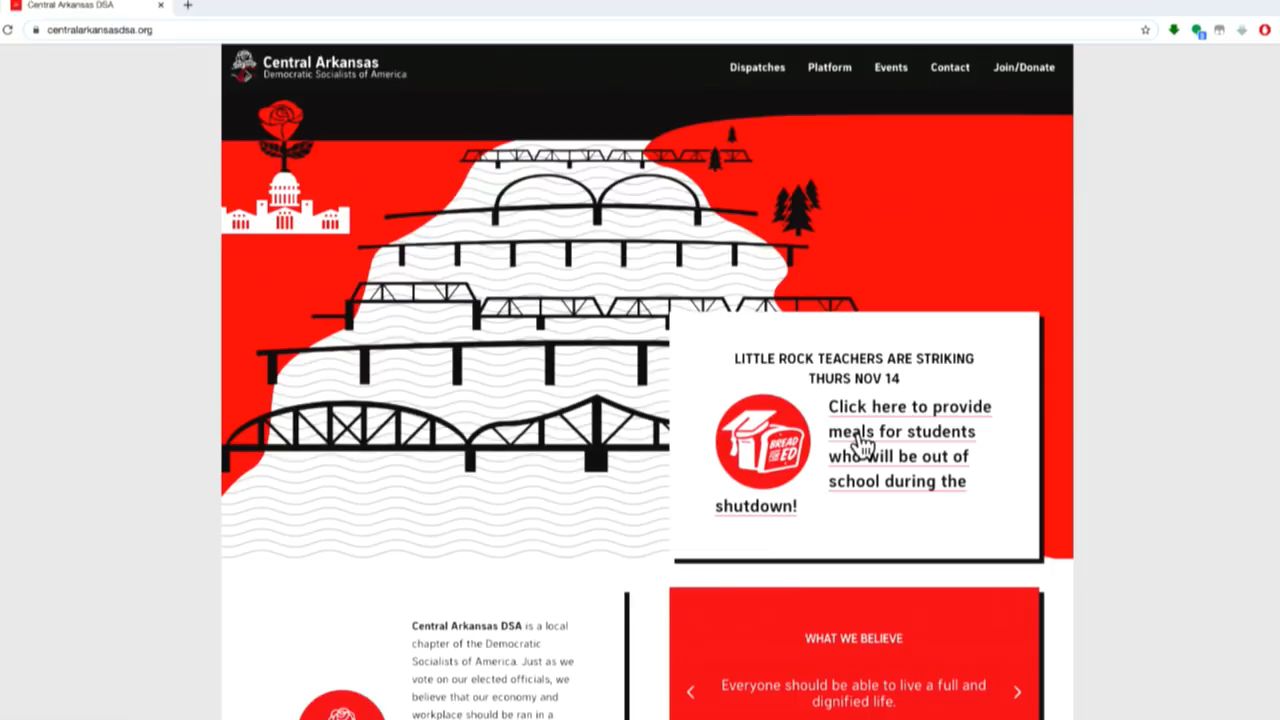 Central Arkansas DSA
centralarkansasdsa.org
Central Arkansas
Democratic Socialists of America
Dispatches Platform Events Contact Join/Donate
LITTLE ROCK TEACHERS ARE STRIKING
THURS NOV 14
BREAD
FOR ED
Click here to provide
meals for students
who will be out of
school during the
shutdown!
Central Arkansas DSA is a local
chapter of the Democratic
Socialists of America. Just as we
vote on our elected officials, we
believe that our economy and
workplace should be ran in a
WHAT WE BELIEVE
Everyone should be able to live a full and
dignified life.